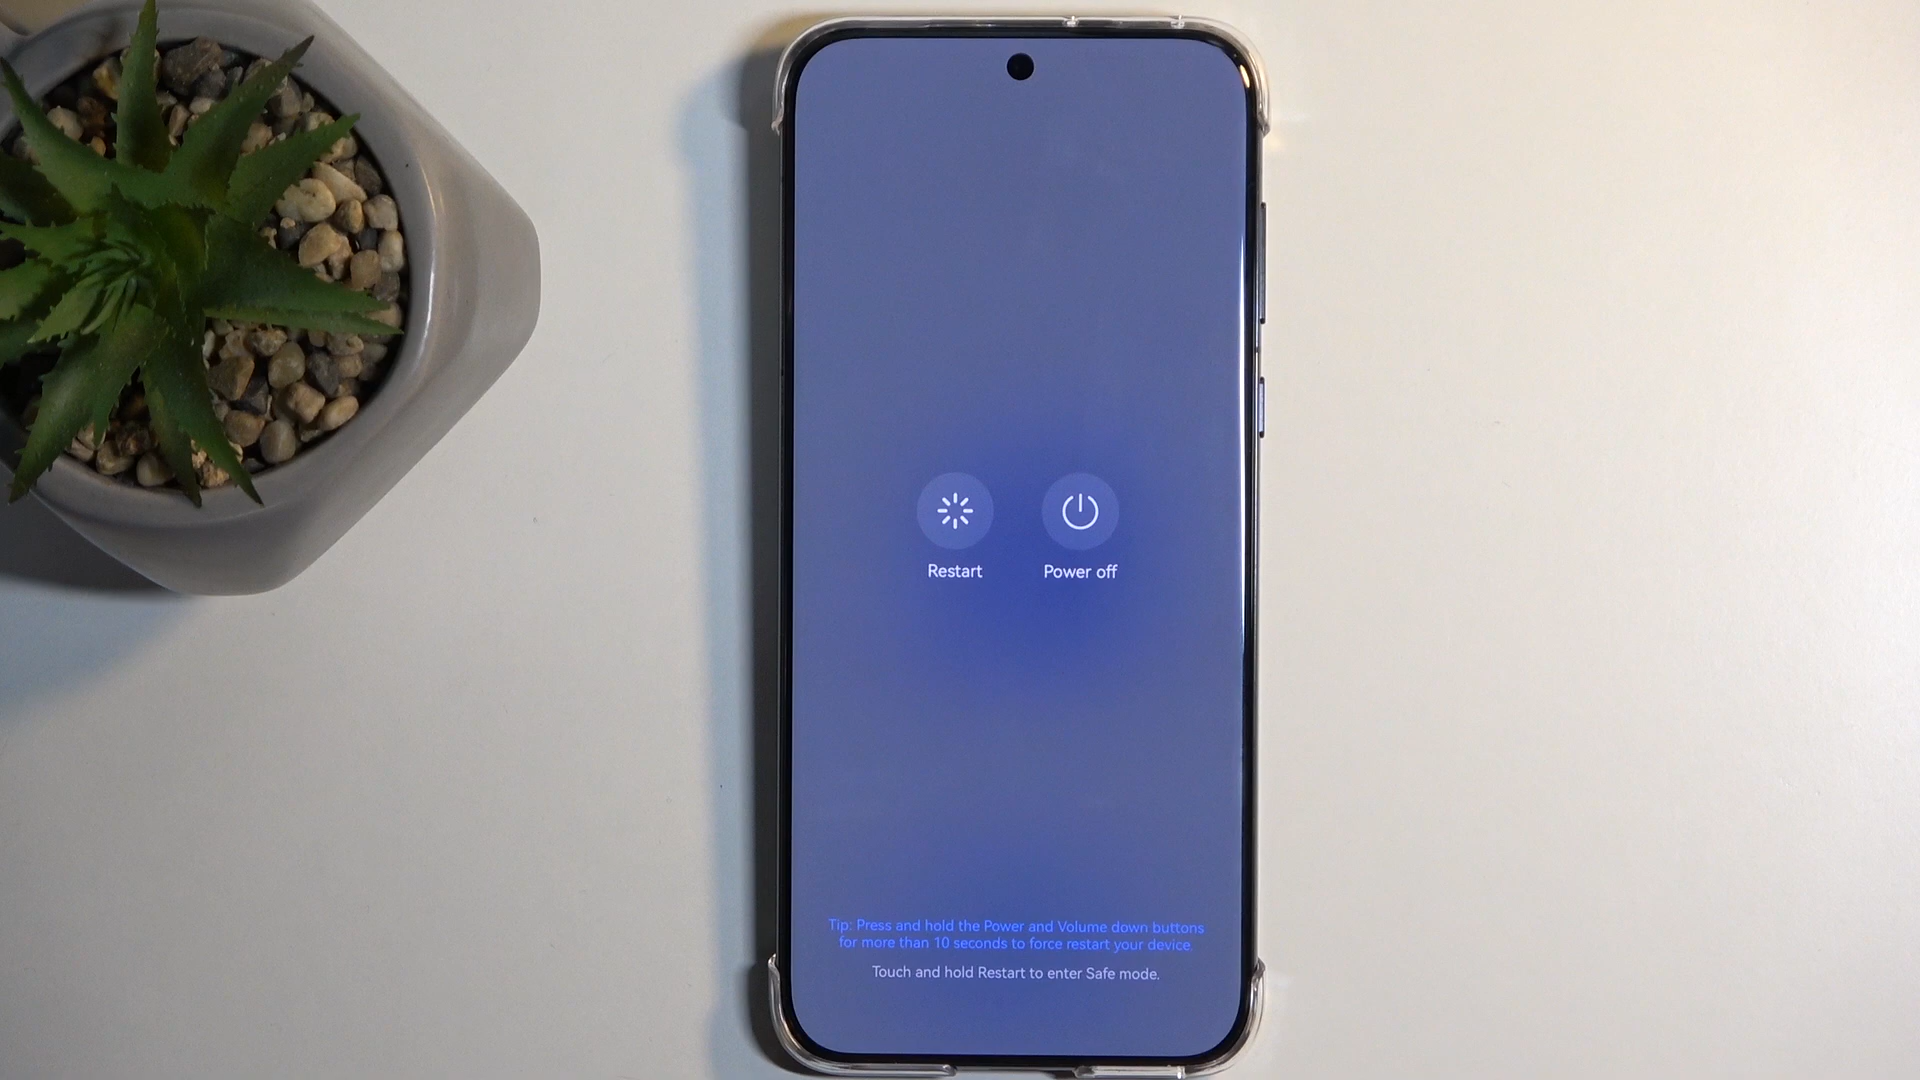 Restart
Power off
Tip: Press and hold the Power and Volume down buttons
for more than 10 seconds to force restart your device.
Touch and hold Restart to enter Safe mode.